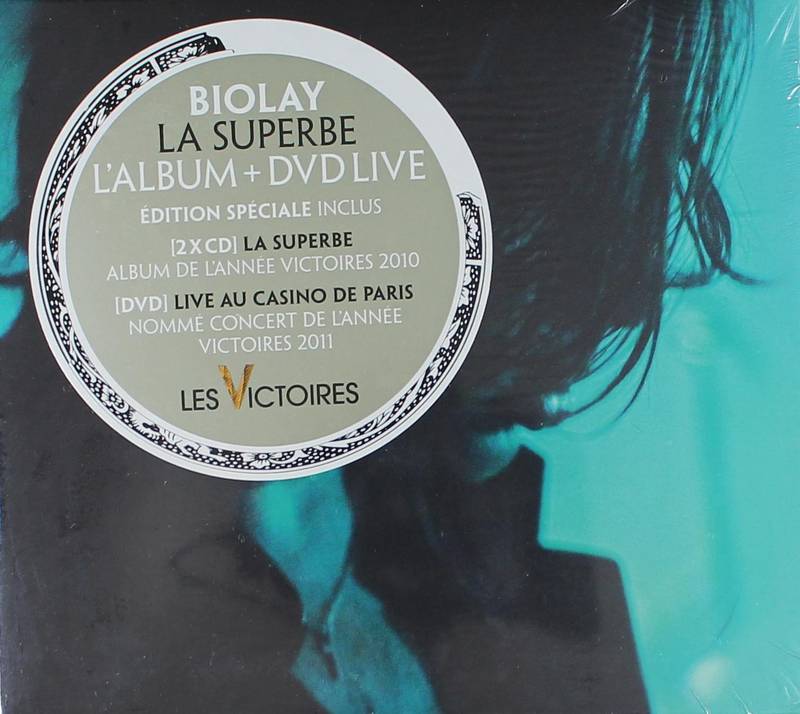 BIOLAY
LA SUPERBE
L'ALBUM + DVD LIVE
ÉDITION SPÉCIALE INCLUS
[2 X CD] LA SUPERBE
ALBUM DE L'ANNÉE VICTOIRES 2010
[DVD] LIVE AU CASINO DE PARIS
NOMMÉ CONCERT DE L'ANNÉE
VICTOIRES 2011
LES VICTOIRES